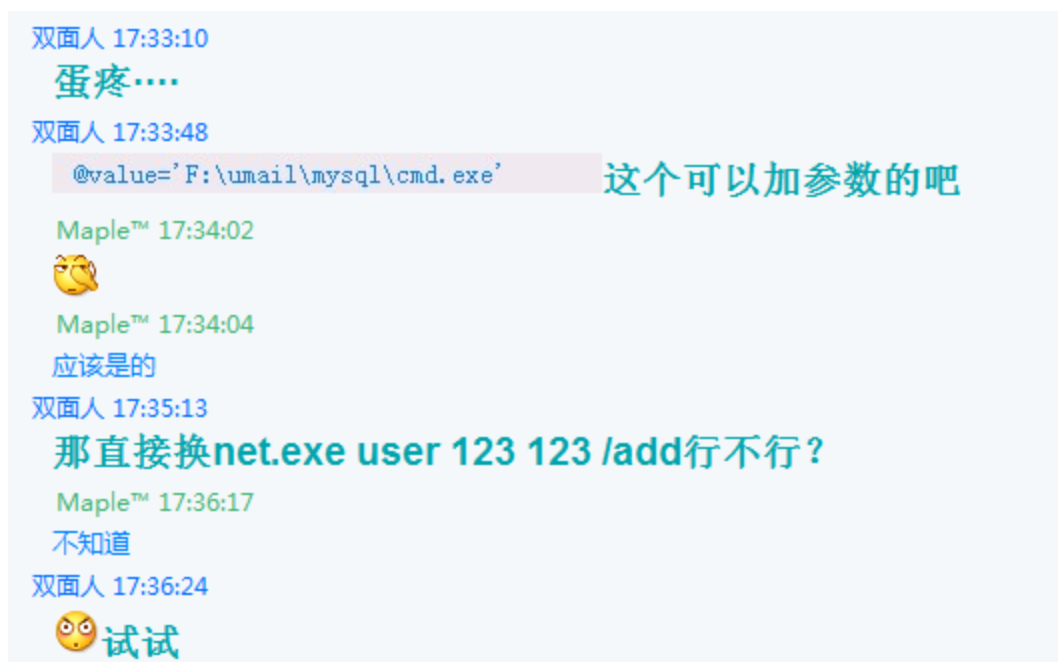 双面人 17:33:10
蛋疼····
双面人 17:33:48
@value='F:\umail\mysql\cmd.exe' 这个可以加参数的吧
Maple™ 17:34:02
Maple™ 17:34:04
应该是的
双面人 17:35:13
那直接换net.exe user 123 123 /add行不行？
Maple™ 17:36:17
不知道
双面人 17:36:24
试试